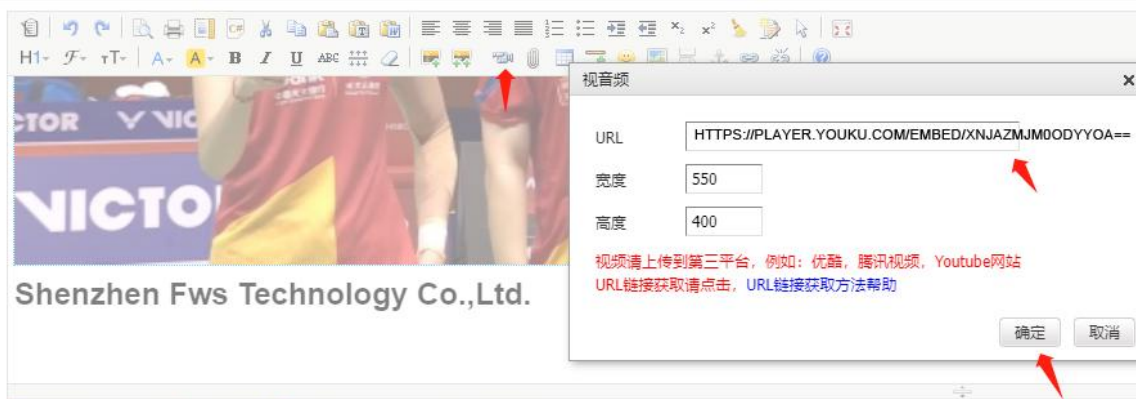 H1- F- тT- A- A- B I U ABC
视音频 ×
CTOR VIC
URL HTTPS://PLAYER.YOUKU.COM/EMBED/XNJAZMJM0ODYYOA==
宽度 550
VICTO
高度 400
视频请上传到第三平台，例如：优酷，腾讯视频，Youtube网站
URL链接获取请点击，URL链接获取方法帮助
Shenzhen Fws Technology Co.,Ltd.
确定 取消